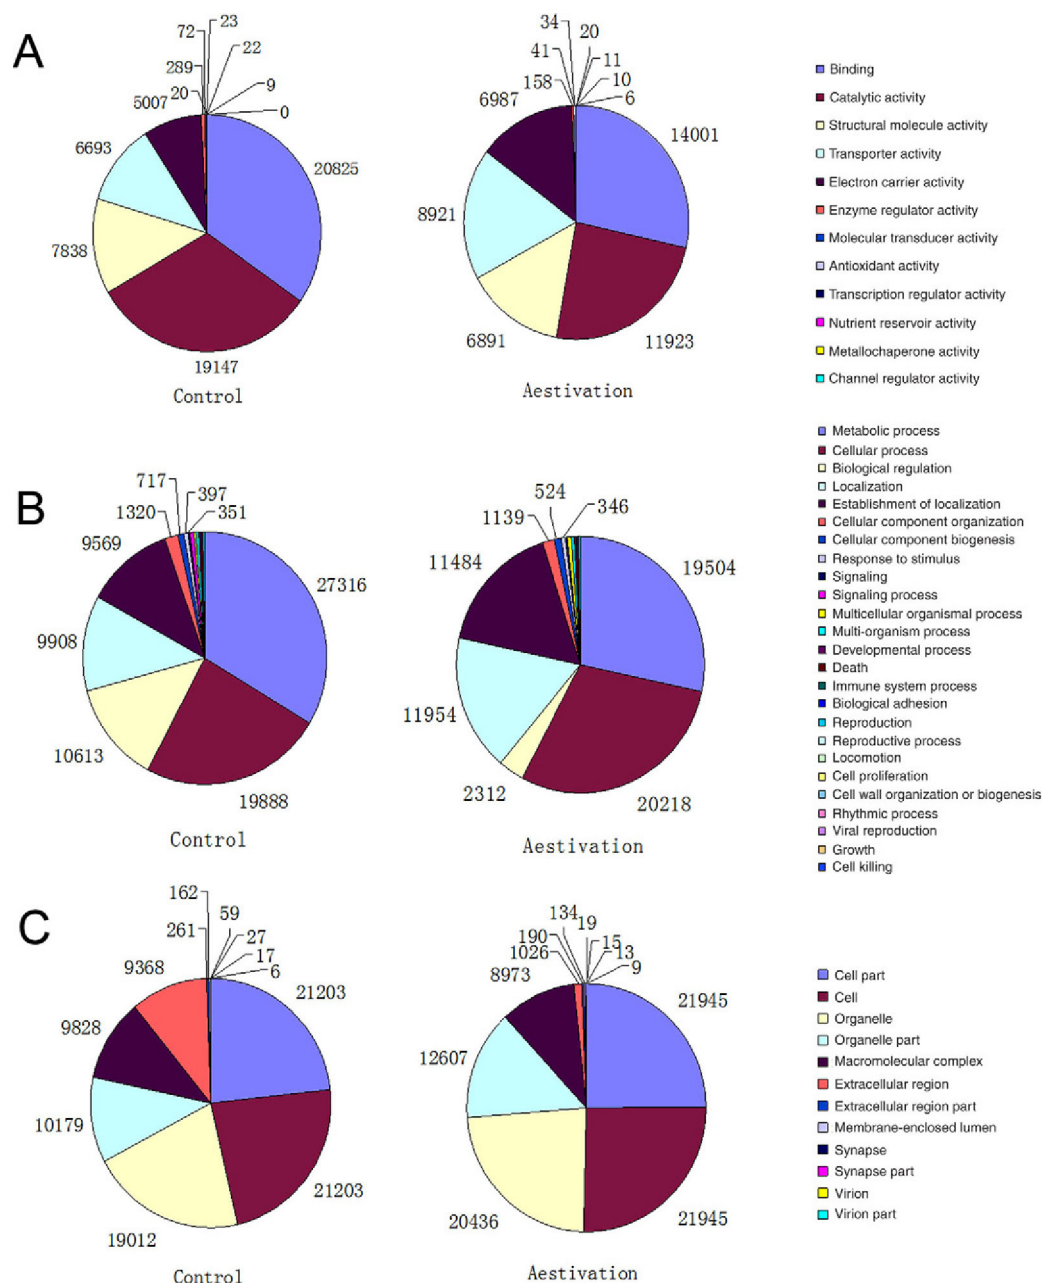 A
23
72
22
289
9
20
0
5007
6693
20825
7838
19147
Control
34
20
41
11
158
10
6
6987
14001
8921
6891
11923
Aestivation
Binding
Catalytic activity
Structural molecule activity
Transporter activity
Electron carrier activity
Enzyme regulator activity
Molecular transducer activity
Antioxidant activity
Transcription regulator activity
Nutrient reservoir activity
Metallochaperone activity
Channel regulator activity
B
717
397
1320
351
9569
27316
9908
10613
19888
Control
524
1139
346
11484
19504
11954
2312
20218
Aestivation
Metabolic process
Cellular process
Biological regulation
Localization
Establishment of localization
Cellular component organization
Cellular component biogenesis
Response to stimulus
Signaling
Signaling process
Multicellular organismal process
Multi-organism process
Developmental process
Death
Immune system process
Biological adhesion
Reproduction
Reproductive process
Locomotion
Cell proliferation
Cell wall organization or biogenesis
Rhythmic process
Viral reproduction
Growth
Cell killing
C
162
59
261
27
17
6
9368
21203
9828
10179
21203
19012
Control
134
19
190
15
1026
13
9
8973
21945
12607
20436
21945
Aestivation
Cell part
Cell
Organelle
Organelle part
Macromolecular complex
Extracellular region
Extracellular region part
Membrane-enclosed lumen
Synapse
Synapse part
Virion
Virion part